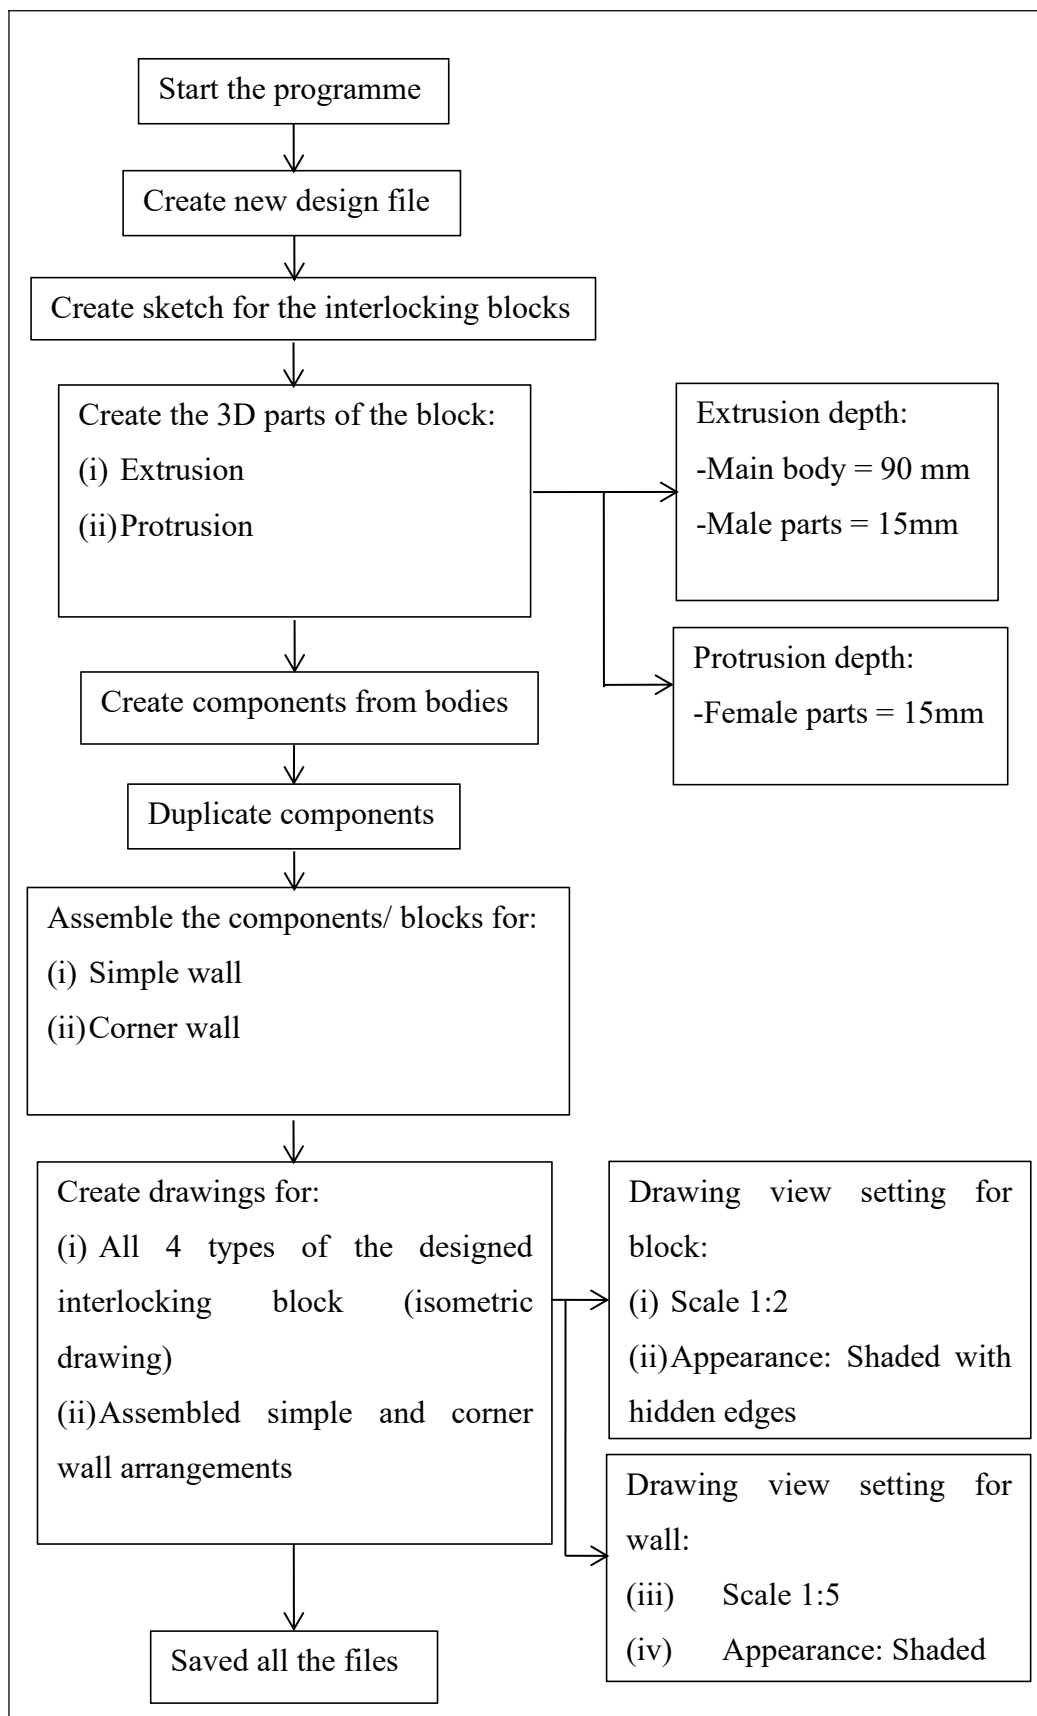 Start the programme
Create new design file
Create sketch for the interlocking blocks
Create the 3D parts of the block:
(i) Extrusion
(ii) Protrusion
Extrusion depth:
-Main body = 90 mm
-Male parts = 15mm
Protrusion depth:
-Female parts = 15mm
Create components from bodies
Duplicate components
Assemble the components/ blocks for:
(i) Simple wall
(ii) Corner wall
Create drawings for:
(i) All 4 types of the designed
interlocking block (isometric
drawing)
(ii) Assembled simple and corner
wall arrangements
Drawing view setting for
block:
(i) Scale 1:2
(ii) Appearance: Shaded with
hidden edges
Drawing view setting for
wall:
(iii) Scale 1:5
(iv) Appearance: Shaded
Saved all the files